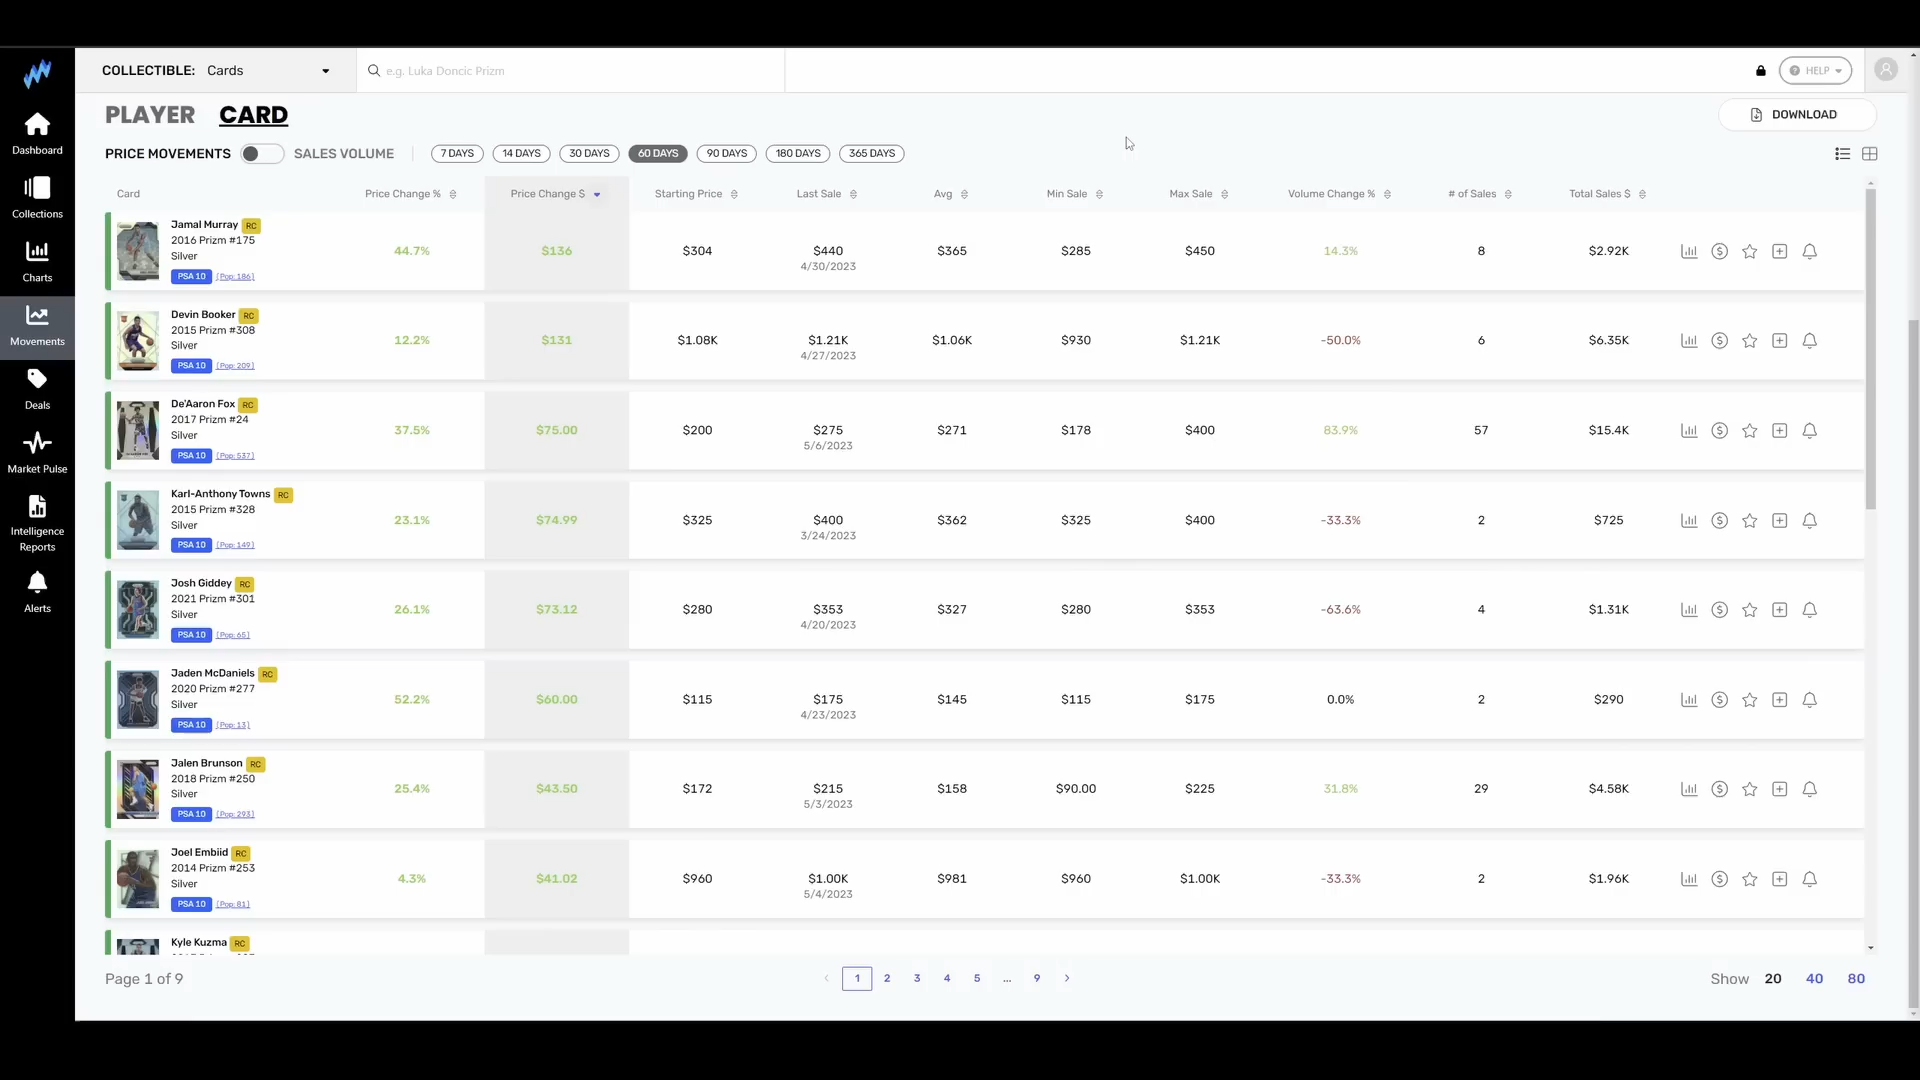 COLLECTIBLE: Cards e.g. Luka Doncic Prizm HELP
PLAYER CARD DOWNLOAD
PRICE MOVEMENTS SALES VOLUME 7 DAYS 14 DAYS 30 DAYS 60 DAYS 90 DAYS 180 DAYS 365 DAYS
Dashboard
Collections
Charts
Movements
Deals
Market Pulse
Intelligence
Reports
Alerts
Card Price Change % Price Change $ Starting Price Last Sale Avg Min Sale Max Sale Volume Change % # of Sales Total Sales $
Jamal Murray RC
2016 Prizm #175
Silver
PSA 10 (Pop: 186)
44.7% $136 $304 $440 $365 $285 $450 14.3% 8 $2.92K
4/30/2023
Devin Booker RC
2015 Prizm #308
Silver
PSA 10 (Pop: 209)
12.2% $131 $1.08K $1.21K $1.06K $930 $1.21K -50.0% 6 $6.35K
4/27/2023
De'Aaron Fox RC
2017 Prizm #24
Silver
PSA 10 (Pop: 537)
37.5% $75.00 $200 $275 $271 $178 $400 83.9% 57 $15.4K
5/6/2023
Karl-Anthony Towns RC
2015 Prizm #328
Silver
PSA 10 (Pop: 149)
23.1% $74.99 $325 $400 $362 $325 $400 -33.3% 2 $725
3/24/2023
Josh Giddey RC
2021 Prizm #301
Silver
PSA 10 (Pop: 65)
26.1% $73.12 $280 $353 $327 $280 $353 -63.6% 4 $1.31K
4/20/2023
Jaden McDaniels RC
2020 Prizm #277
Silver
PSA 10 (Pop: 13)
52.2% $60.00 $115 $175 $145 $115 $175 0.0% 2 $290
4/23/2023
Jalen Brunson RC
2018 Prizm #250
Silver
PSA 10 (Pop: 293)
25.4% $43.50 $172 $215 $158 $90.00 $225 31.8% 29 $4.58K
5/3/2023
Joel Embiid RC
2014 Prizm #253
Silver
PSA 10 (Pop: 81)
4.3% $41.02 $960 $1.00K $981 $960 $1.00K -33.3% 2 $1.96K
5/4/2023
Kyle Kuzma RC
Page 1 of 9 1 2 3 4 5 ... 9 Show 20 40 80